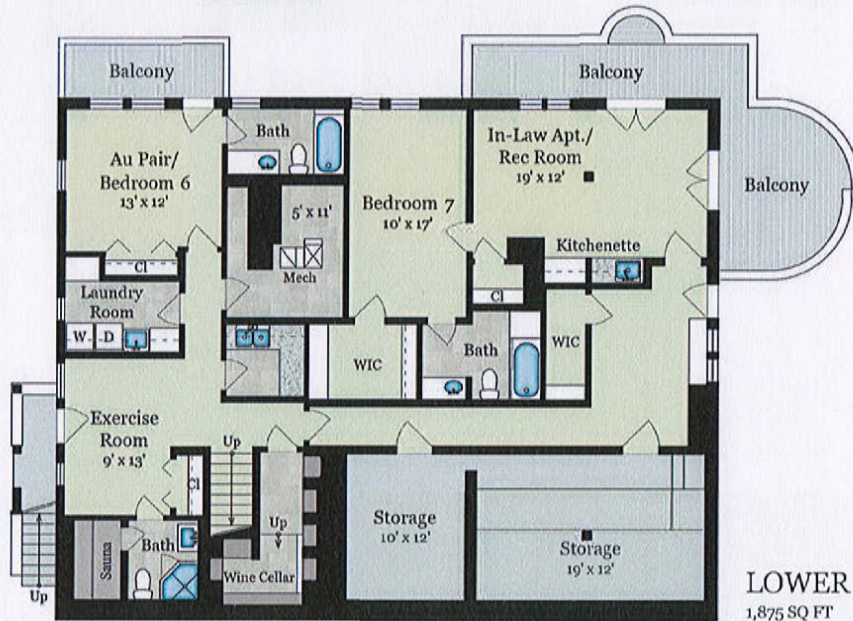 Balcony
Balcony
Balcony
Au Pair/
Bedroom 6
13' x 12'
Bath
5' x 11'
Mech
Bedroom 7
10' x 17'
In-Law Apt./
Rec Room
19' x 12'
Kitchenette
Cl
Cl
Laundry
Room
W
D
WIC
Bath
WIC
Exercise
Room
9' x 13'
Cl
Up
Up
Sauna
Bath
Wine Cellar
Storage
10' x 12'
Storage
19' x 12'
Up
LOWER
1,875 SQ FT